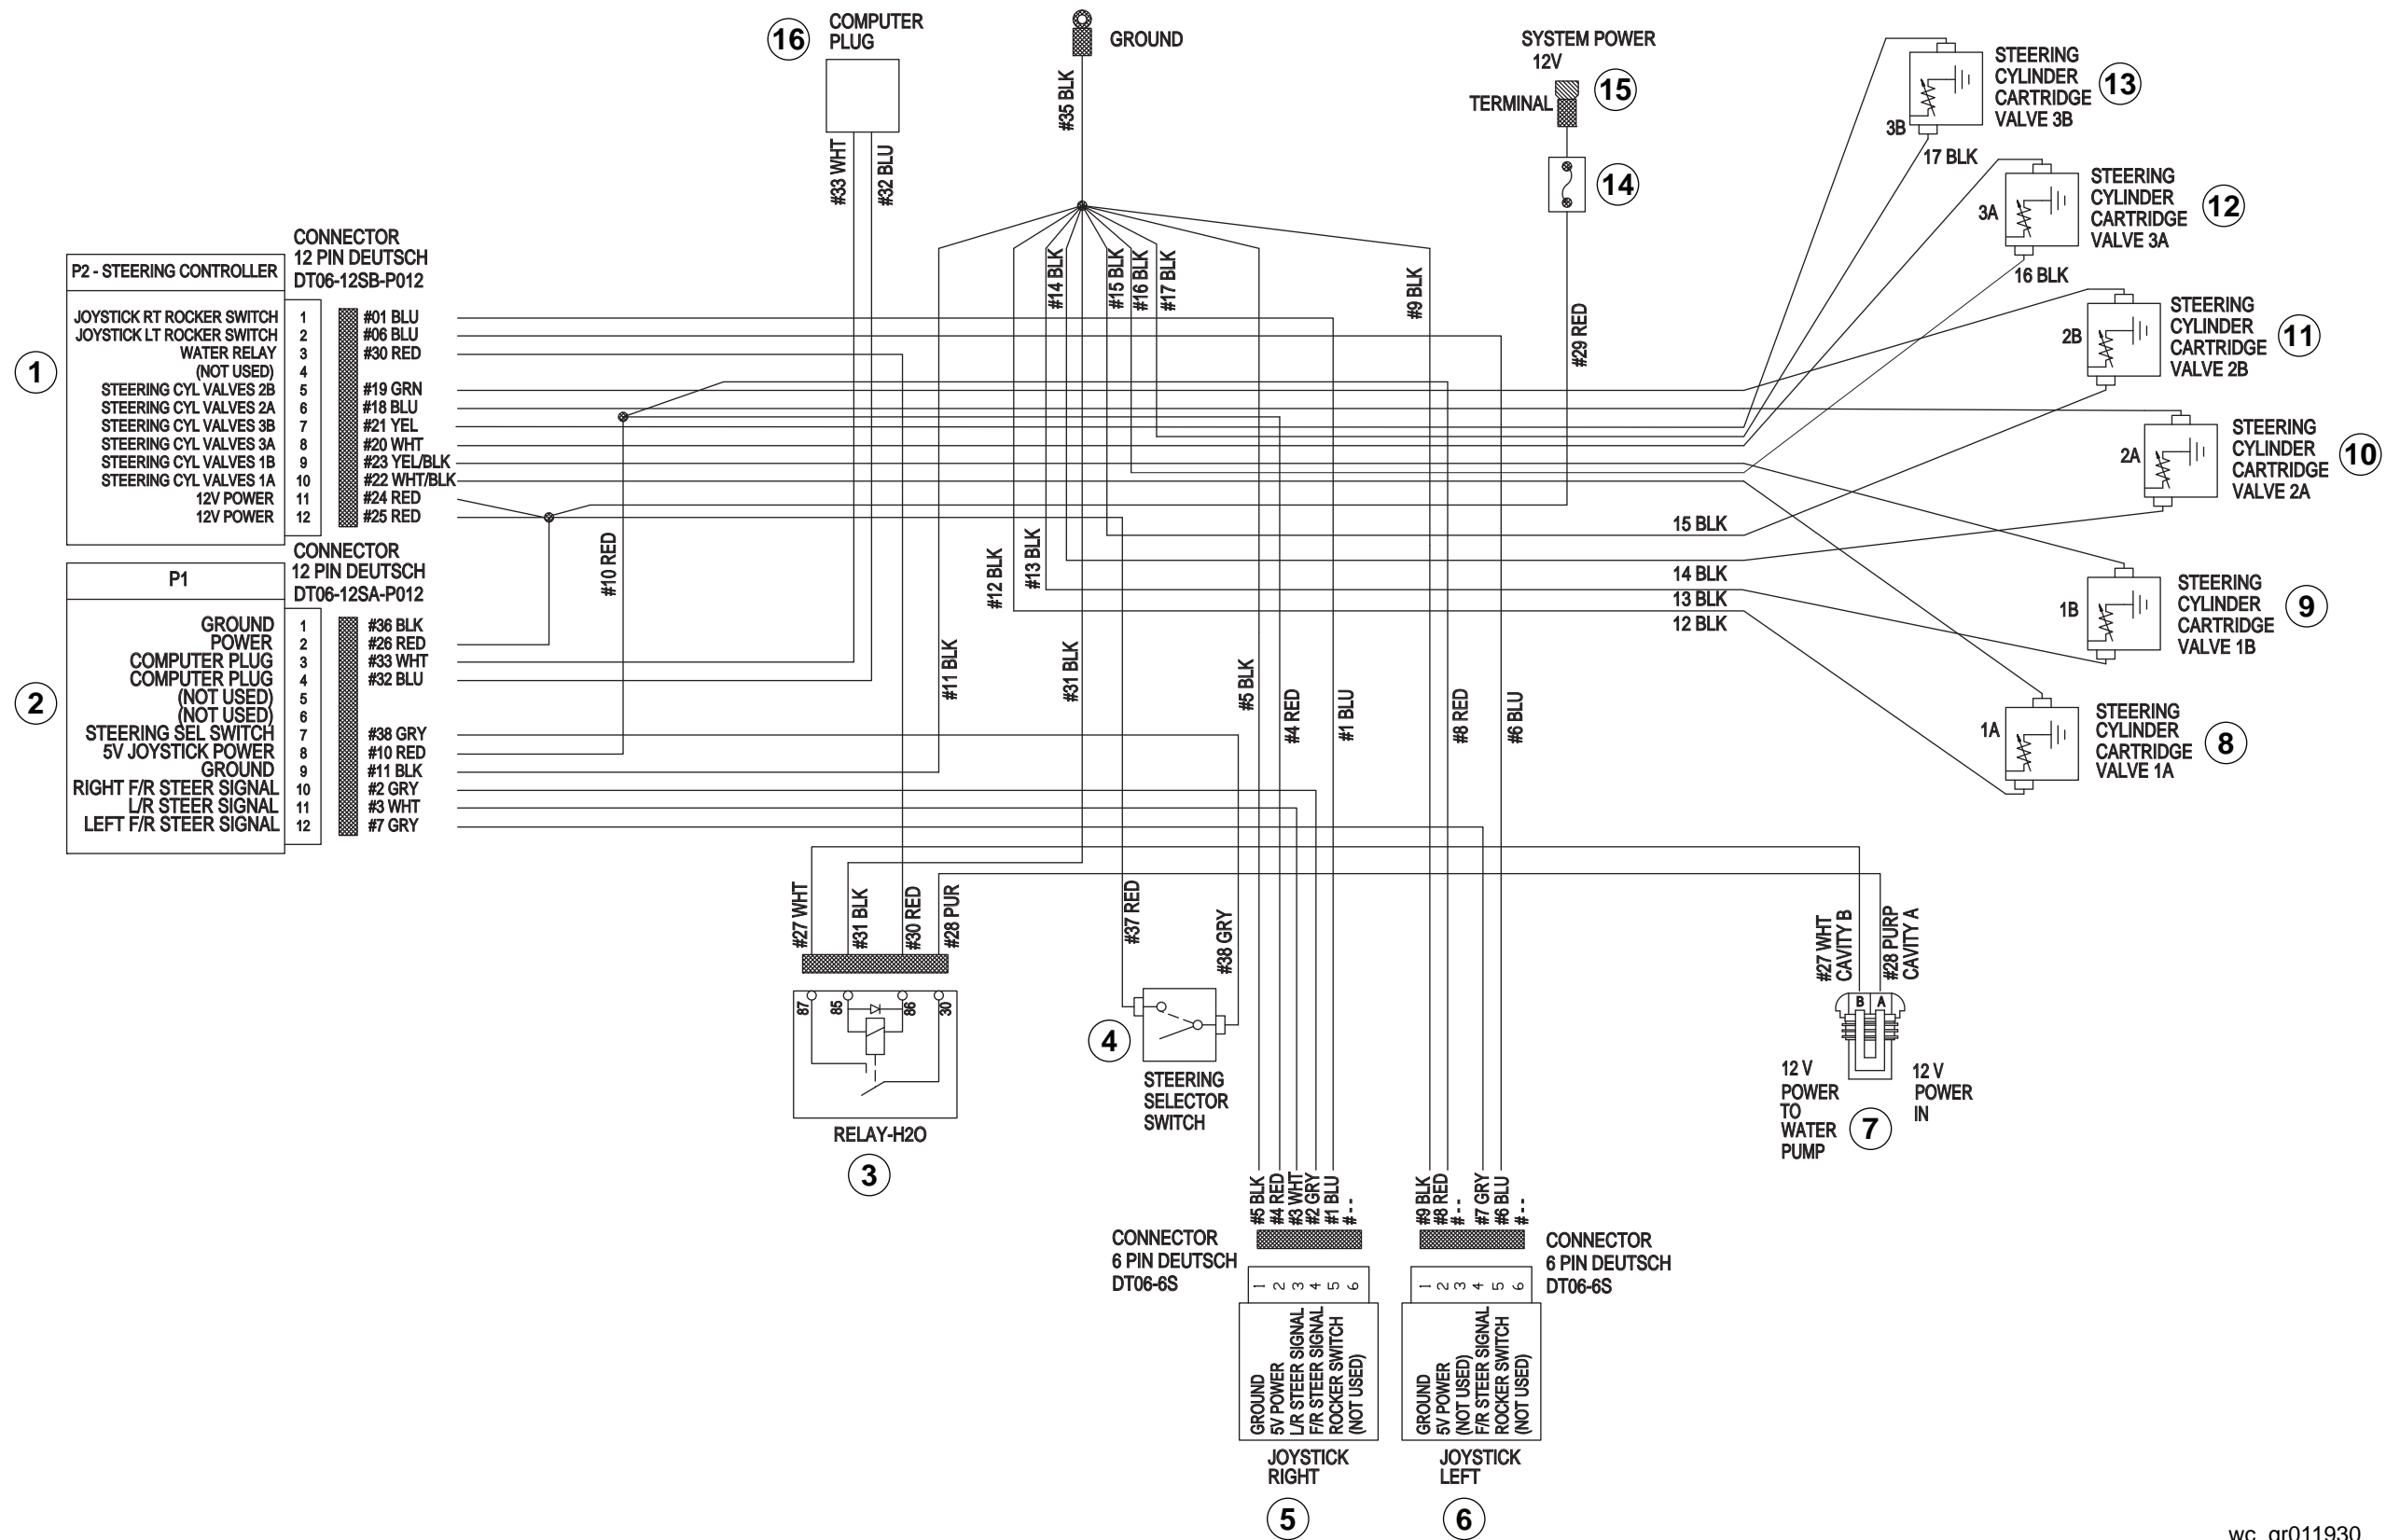 16
COMPUTER
PLUG
GROUND
SYSTEM POWER
12V
TERMINAL
15
14
#35 BLK
#33 WHT
#32 BLU
#14 BLK
#15 BLK
#16 BLK
#17 BLK
#9 BLK
#29 RED
3B
17 BLK
STEERING
CYLINDER
CARTRIDGE
VALVE 3B
13
3A
16 BLK
STEERING
CYLINDER
CARTRIDGE
VALVE 3A
12
2B
STEERING
CYLINDER
CARTRIDGE
VALVE 2B
11
2A
STEERING
CYLINDER
CARTRIDGE
VALVE 2A
10
1B
STEERING
CYLINDER
CARTRIDGE
VALVE 1B
9
1A
STEERING
CYLINDER
CARTRIDGE
VALVE 1A
8
15 BLK
14 BLK
13 BLK
12 BLK
1
P2 - STEERING CONTROLLER
CONNECTOR
12 PIN DEUTSCH
DT06-12SB-P012
JOYSTICK RT ROCKER SWITCH 1 #01 BLU
JOYSTICK LT ROCKER SWITCH 2 #06 BLU
WATER RELAY 3 #30 RED
(NOT USED) 4
STEERING CYL VALVES 2B 5 #19 GRN
STEERING CYL VALVES 2A 6 #18 BLU
STEERING CYL VALVES 3B 7 #21 YEL
STEERING CYL VALVES 3A 8 #20 WHT
STEERING CYL VALVES 1B 9 #23 YEL/BLK
STEERING CYL VALVES 1A 10 #22 WHT/BLK
12V POWER 11 #24 RED
12V POWER 12 #25 RED
2
P1
CONNECTOR
12 PIN DEUTSCH
DT06-12SA-P012
GROUND 1 #36 BLK
POWER 2 #26 RED
COMPUTER PLUG 3 #33 WHT
COMPUTER PLUG 4 #32 BLU
(NOT USED) 5
(NOT USED) 6
STEERING SEL SWITCH 7 #38 GRY
5V JOYSTICK POWER 8 #10 RED
GROUND 9 #11 BLK
RIGHT F/R STEER SIGNAL 10 #2 GRY
L/R STEER SIGNAL 11 #3 WHT
LEFT F/R STEER SIGNAL 12 #7 GRY
#10 RED
#11 BLK
#12 BLK
#13 BLK
#31 BLK
#5 BLK
#4 RED
#1 BLU
#8 RED
#6 BLU
#27 WHT
#31 BLK
#30 RED
#28 PUR
87
85
86
30
RELAY-H2O
3
#37 RED
#38 GRY
4
STEERING
SELECTOR
SWITCH
#27 WHT
CAVITY B
#28 PURP
CAVITY A
B A
12 V
POWER
TO
WATER
PUMP
7
12 V
POWER
IN
#5 BLK
#4 RED
#3 WHT
#2 GRY
#1 BLU
# - -
CONNECTOR
6 PIN DEUTSCH
DT06-6S
1 2 3 4 5 6
GROUND
5V POWER
L/R STEER SIGNAL
F/R STEER SIGNAL
ROCKER SWITCH
(NOT USED)
JOYSTICK
RIGHT
5
#9 BLK
#8 RED
# - -
#7 GRY
#6 BLU
# - -
CONNECTOR
6 PIN DEUTSCH
DT06-6S
1 2 3 4 5 6
GROUND
5V POWER
(NOT USED)
F/R STEER SIGNAL
ROCKER SWITCH
(NOT USED)
JOYSTICK
LEFT
6
wc_gr011930